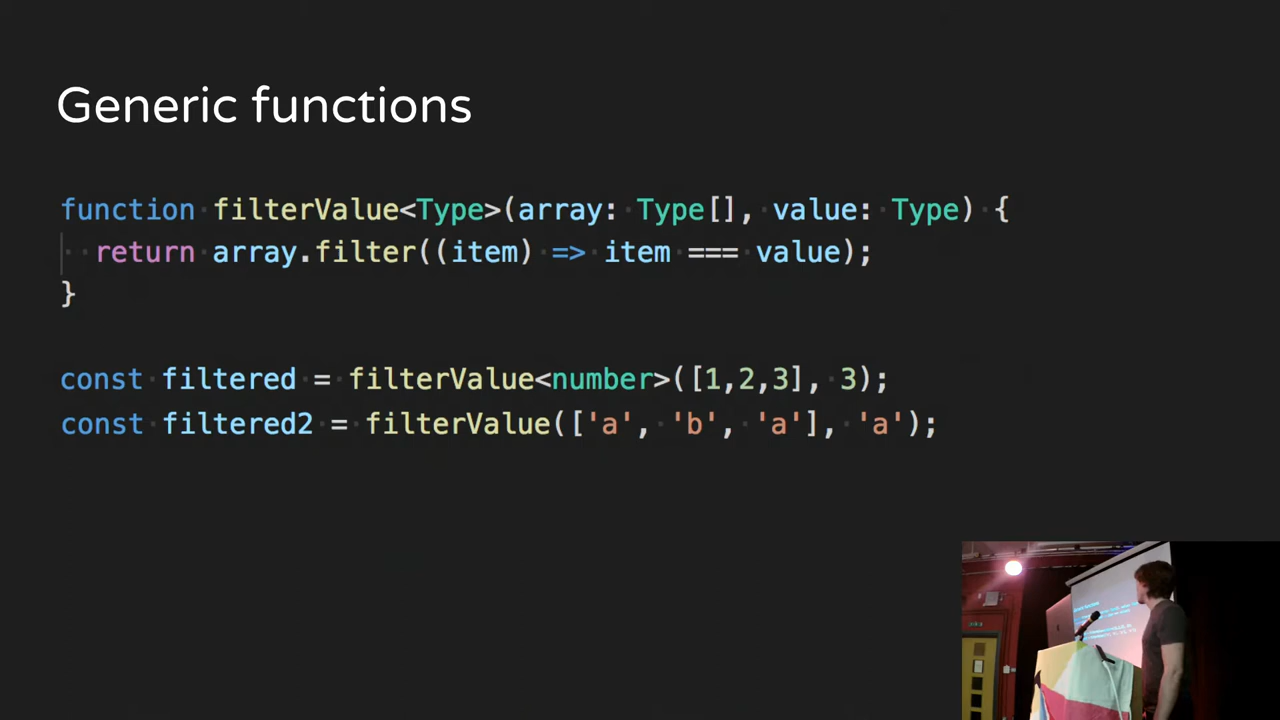 Generic functions
function filterValue<Type>(array: Type[], value: Type) {
  return array.filter((item) => item === value);
}
const filtered = filterValue<number>([1,2,3], 3);
const filtered2 = filterValue(['a', 'b', 'a'], 'a');